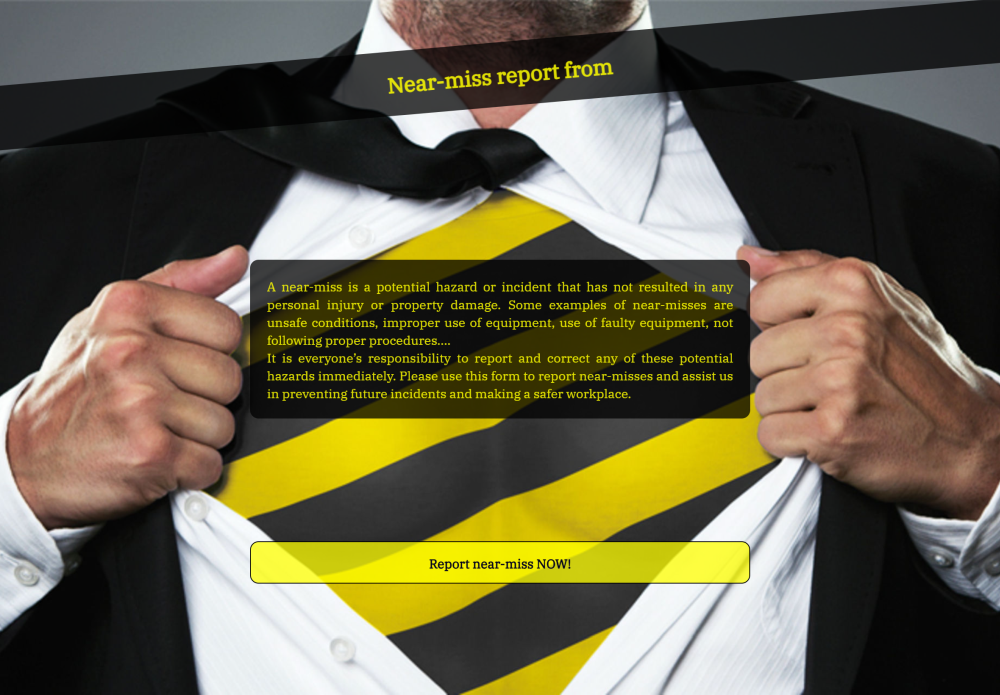 Near-miss report from
A near-miss is a potential hazard or incident that has not resulted in any
personal injury or property damage. Some examples of near-misses are
unsafe conditions, improper use of equipment, use of faulty equipment, not
following proper procedures....
It is everyone's responsibility to report and correct any of these potential
hazards immediately. Please use this form to report near-misses and assist us
in preventing future incidents and making a safer workplace.
Report near-miss NOW!